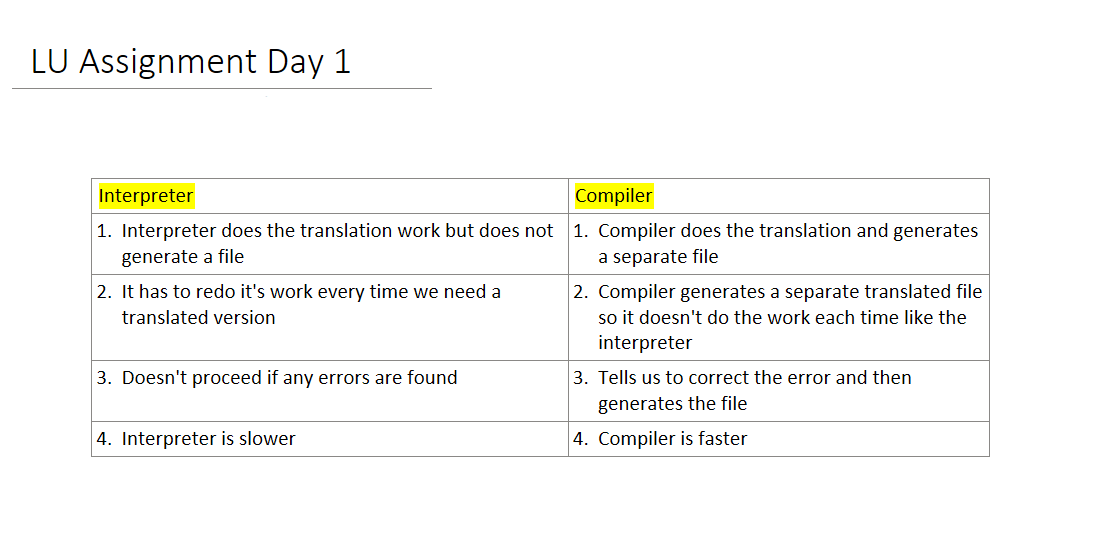 LU Assignment Day 1
Interpreter
Compiler
1. Interpreter does the translation work but does not
generate a file
1. Compiler does the translation and generates
a separate file
2. It has to redo it's work every time we need a
translated version
2. Compiler generates a separate translated file
so it doesn't do the work each time like the
interpreter
3. Doesn't proceed if any errors are found
3. Tells us to correct the error and then
generates the file
4. Interpreter is slower
4. Compiler is faster